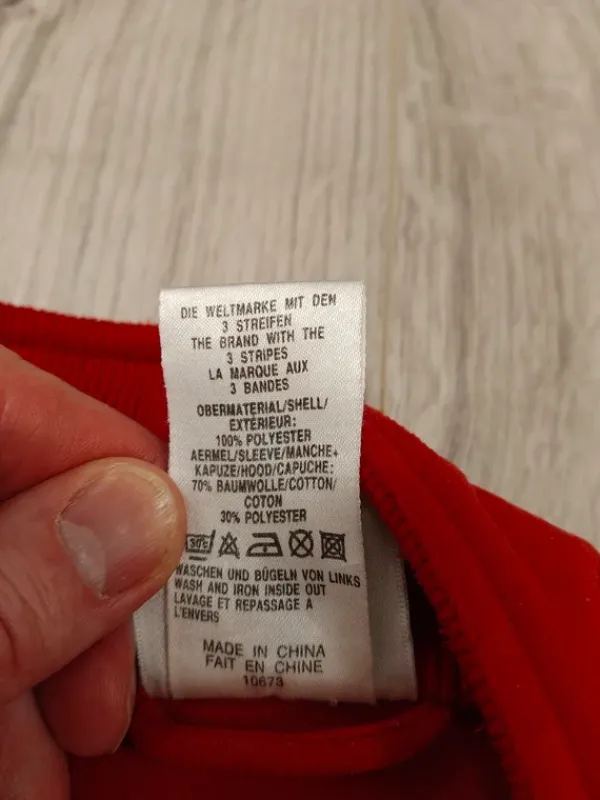 DIE WELTMARKE MIT DEN
3 STREIFEN
THE BRAND WITH THE
3 STRIPES
LA MARQUE AUX
3 BANDES
OBERMATERIAL/SHELL/
EXTERIEUR:
100% POLYESTER
AERMEL/SLEEVE/MANCHE+
KAPUZE/HOOD/CAPUCHE:
70% BAUMWOLLE/COTTON/
COTON
30% POLYESTER
30°C
WASCHEN UND BÜGELN VON LINKS
WASH AND IRON INSIDE OUT
LAVAGE ET REPASSAGE A
L'ENVERS
MADE IN CHINA
FAIT EN CHINE
10673